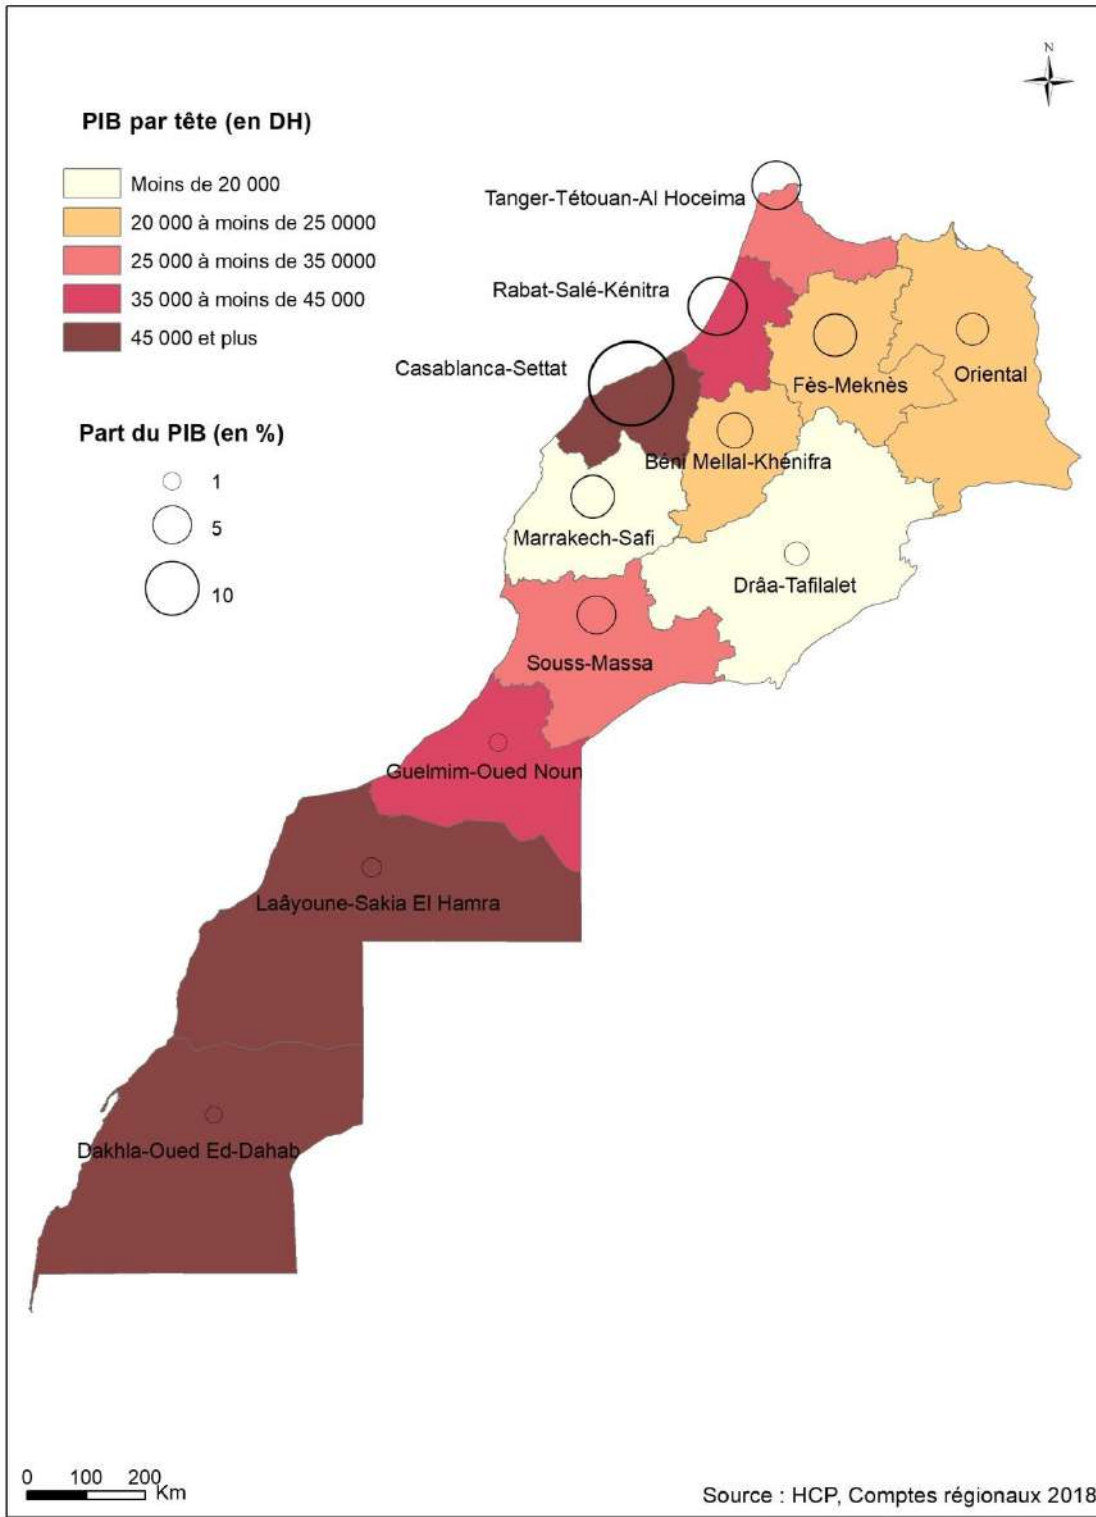 N
PIB par tête (en DH)
Moins de 20 000
20 000 à moins de 25 0000
25 000 à moins de 35 0000
35 000 à moins de 45 000
45 000 et plus
Part du PIB (en %)
1
5
10
Tanger-Tétouan-Al Hoceima
Rabat-Salé-Kénitra
Casablanca-Settat
Fès-Meknès
Oriental
Béni Mellal-Khénifra
Marrakech-Safi
Drâa-Tafilalet
Souss-Massa
Guelmim-Oued Noun
Laâyoune-Sakia El Hamra
Dakhla-Oued Ed-Dahab
0 100 200
Km
Source : HCP, Comptes régionaux 2018